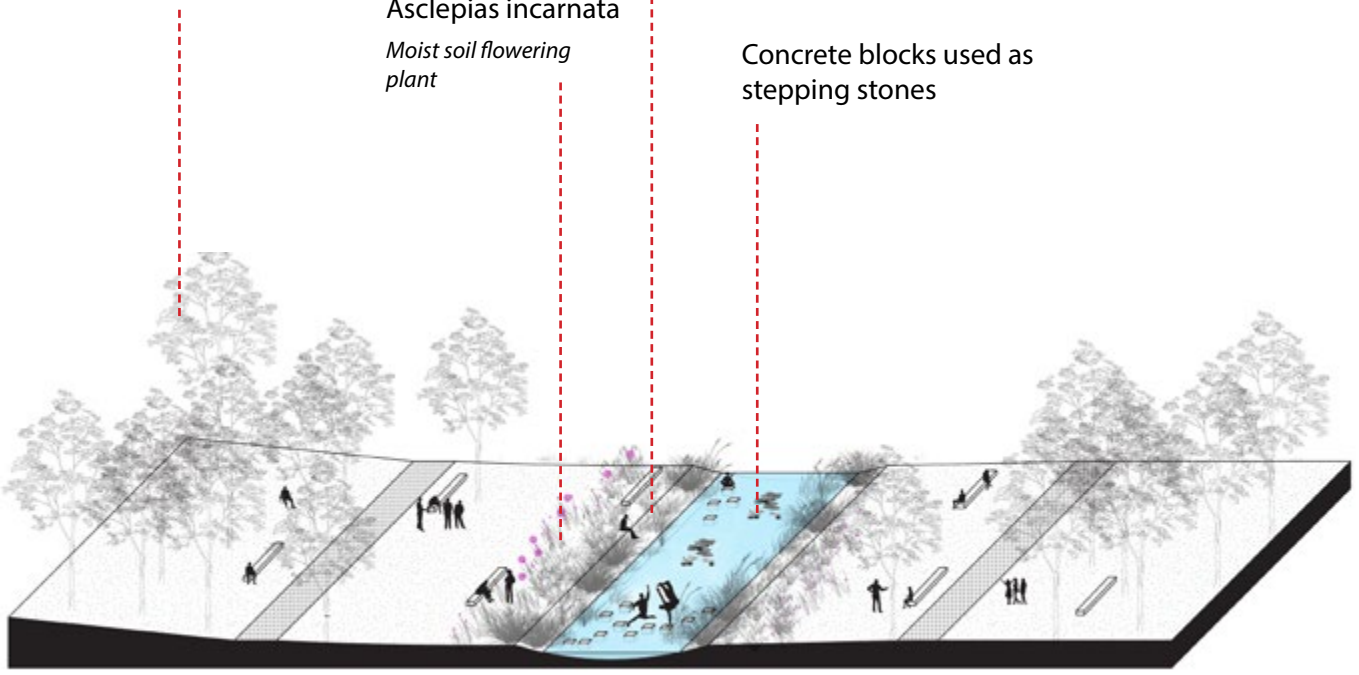 Asclepias incarnata
Moist soil flowering
plant
Concrete blocks used as
stepping stones